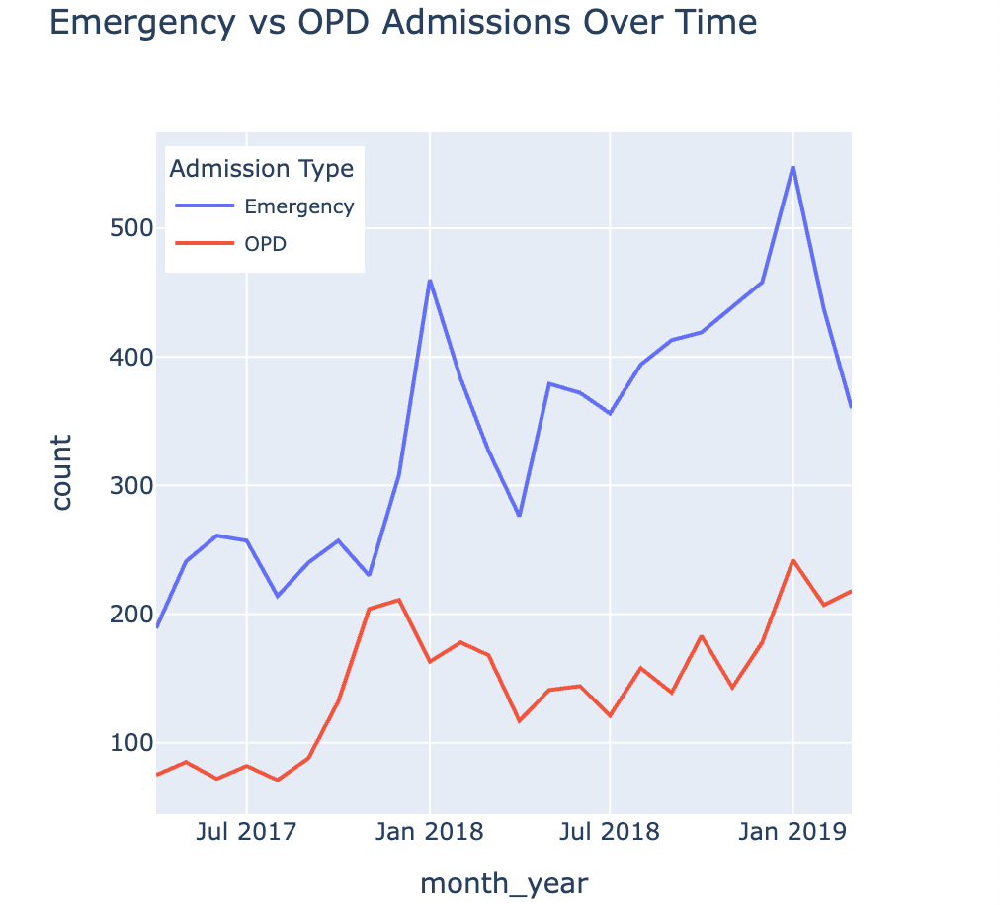 Emergency vs OPD Admissions Over Time
Admission Type
Emergency
OPD
500
400
300
200
100
count
Jul 2017
Jan 2018
Jul 2018
Jan 2019
month_year